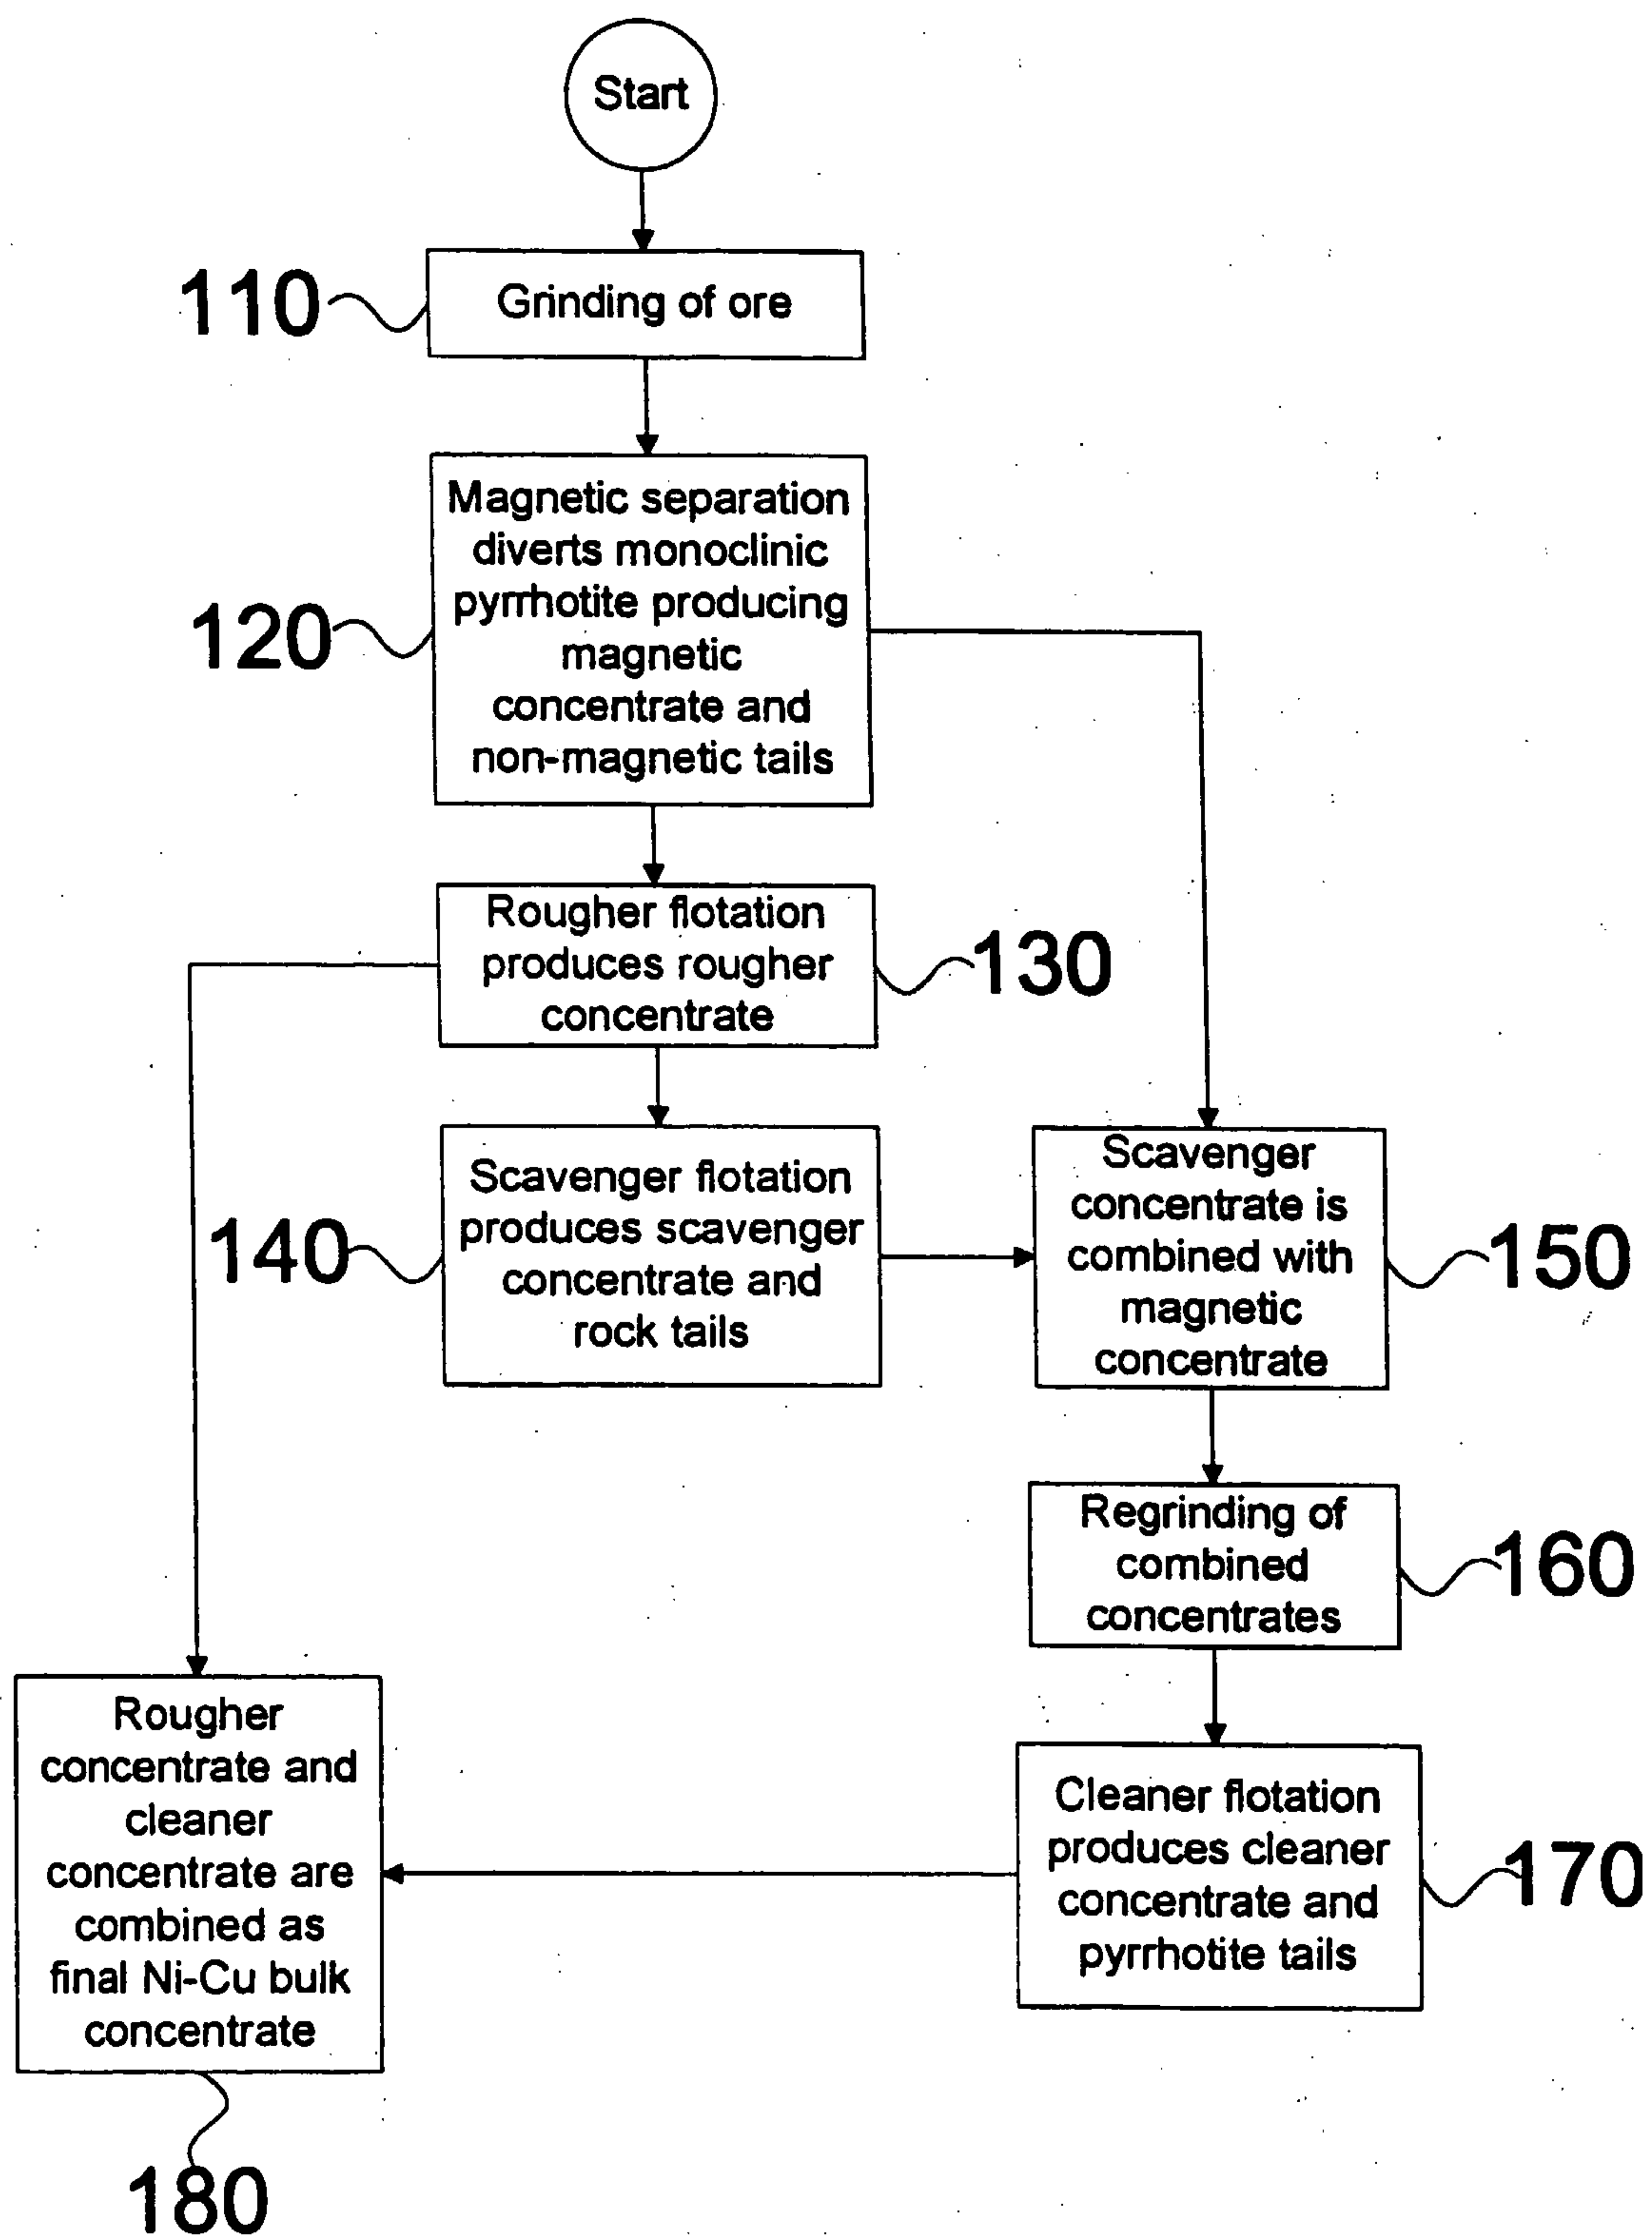 Start
110
Grinding of ore
120
Magnetic separation
diverts monoclinic
pyrrhotite producing
magnetic
concentrate and
non-magnetic tails
Rougher flotation
produces rougher
concentrate
130
140
Scavenger flotation
produces scavenger
concentrate and
rock tails
Scavenger
concentrate is
combined with
magnetic
concentrate
150
Regrinding of
combined
concentrates
160
Rougher
concentrate and
cleaner
concentrate are
combined as
final Ni-Cu bulk
concentrate
Cleaner flotation
produces cleaner
concentrate and
pyrrhotite tails
170
180